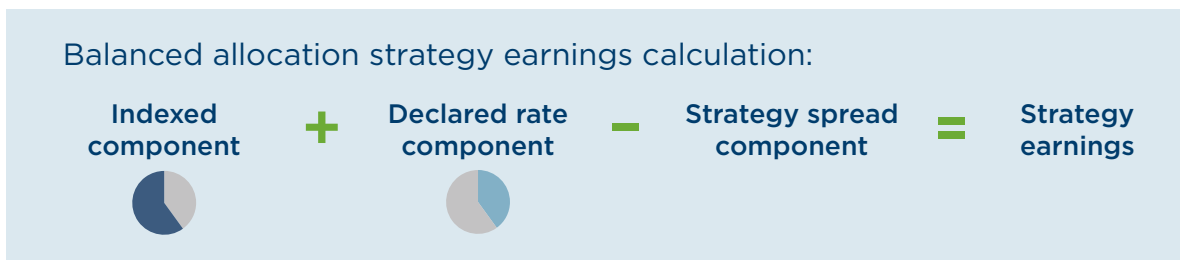 Balanced allocation strategy earnings calculation:
Indexed component + Declared rate component − Strategy spread component = Strategy earnings